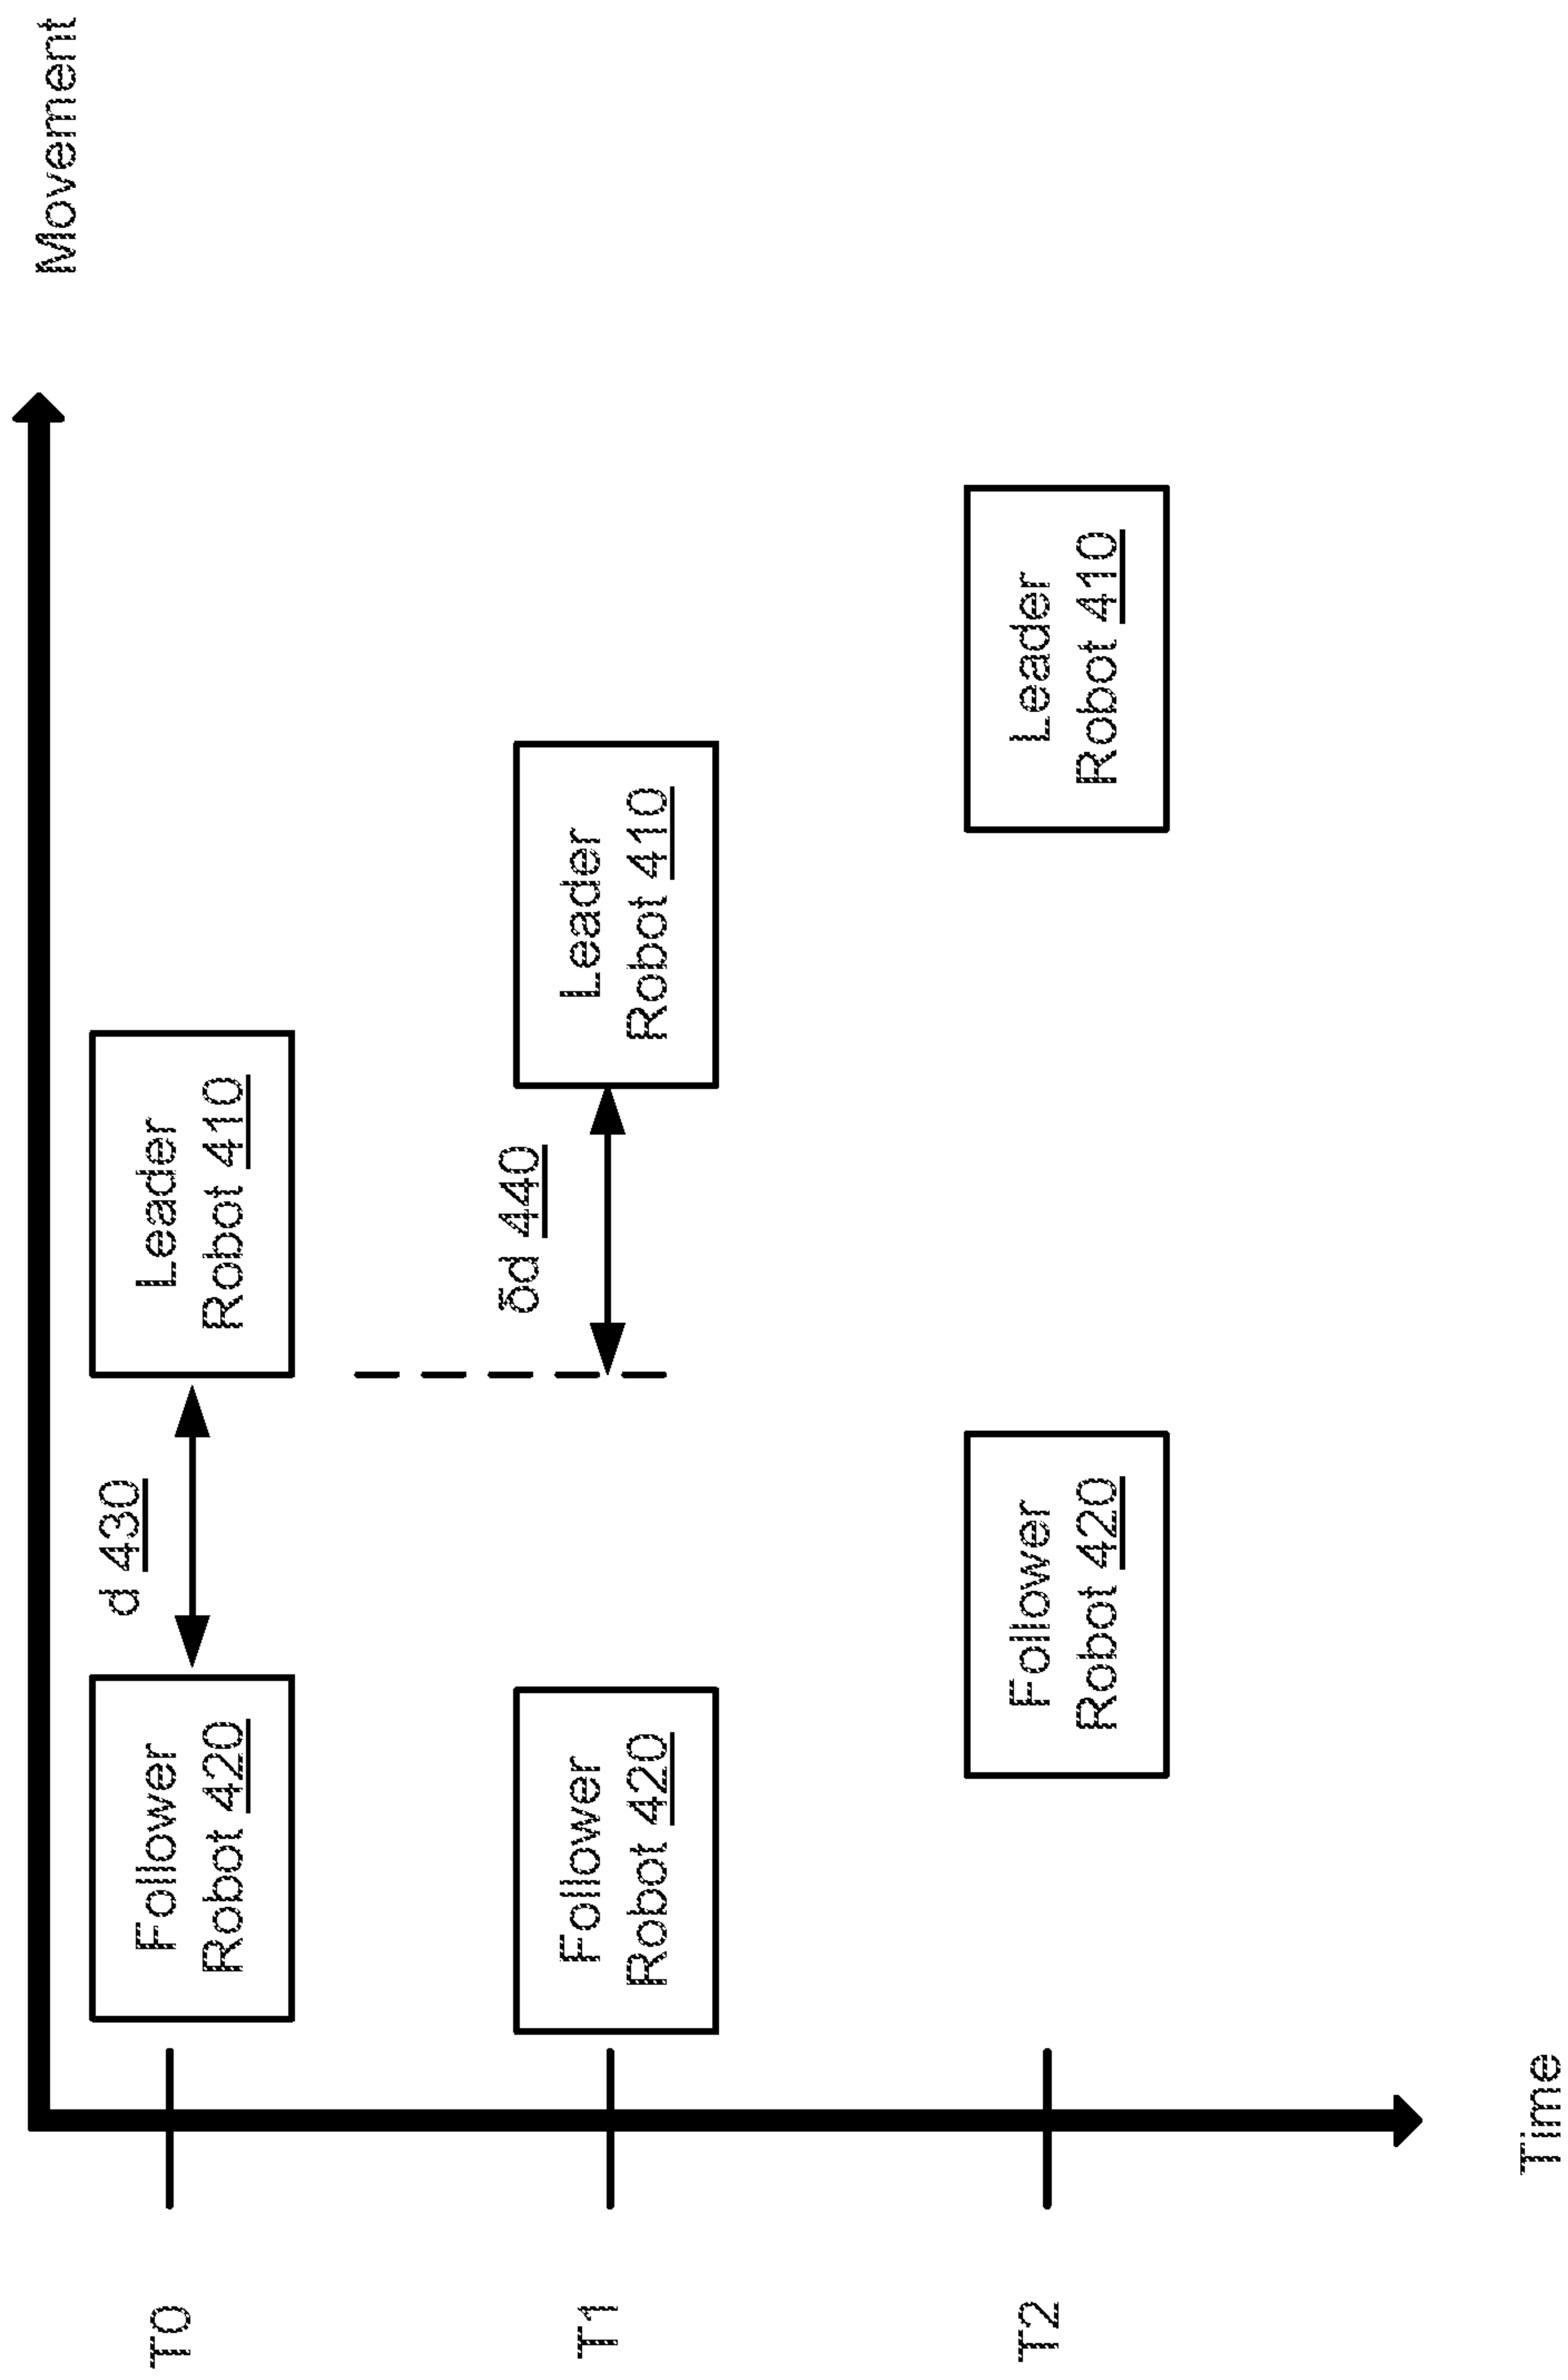 Movement
T0
Follower
Robot 420
d 430
Leader
Robot 410
T1
Follower
Robot 420
δd 440
Leader
Robot 410
T2
Follower
Robot 420
Leader
Robot 410
Time